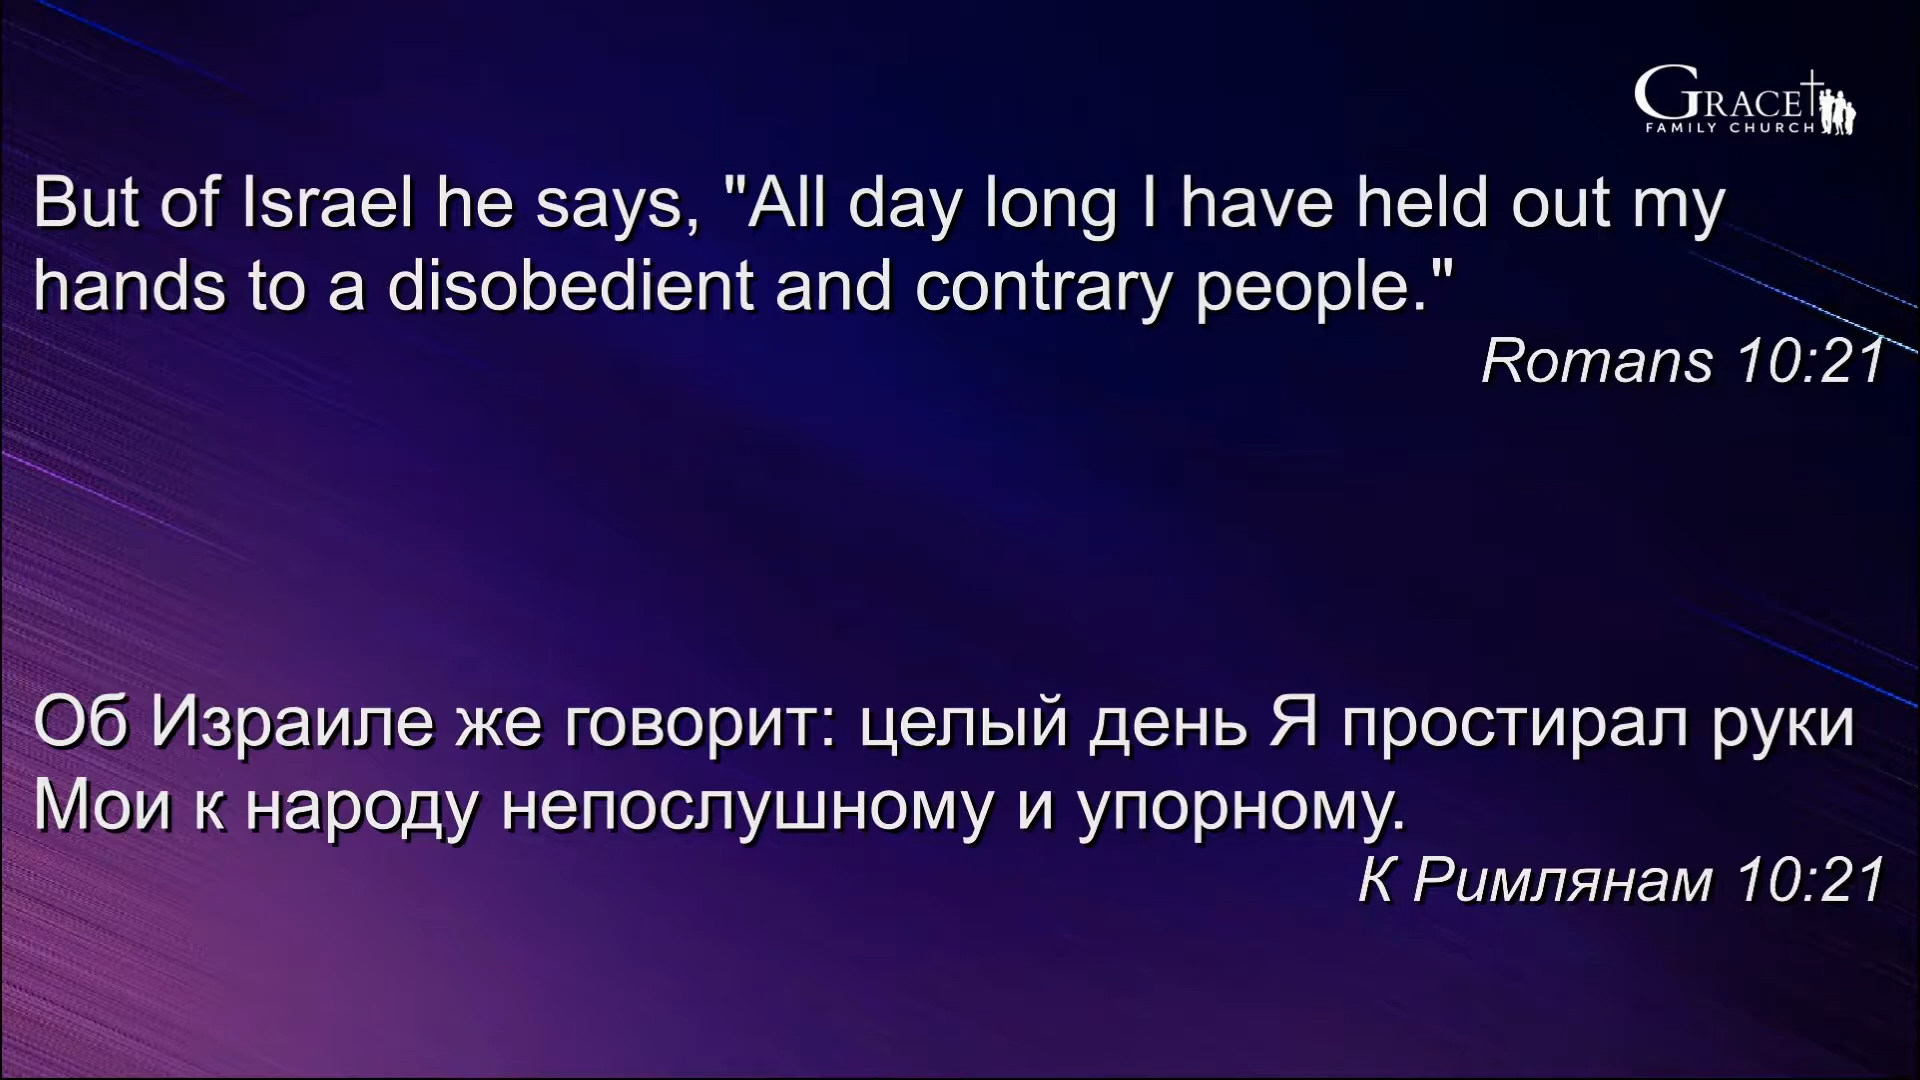 GRACE
FAMILY CHURCH
But of Israel he says, "All day long I have held out my
hands to a disobedient and contrary people."
Romans 10:21
Об Израиле же говорит: целый день Я простирал руки
Мои к народу непослушному и упорному.
К Римлянам 10:21